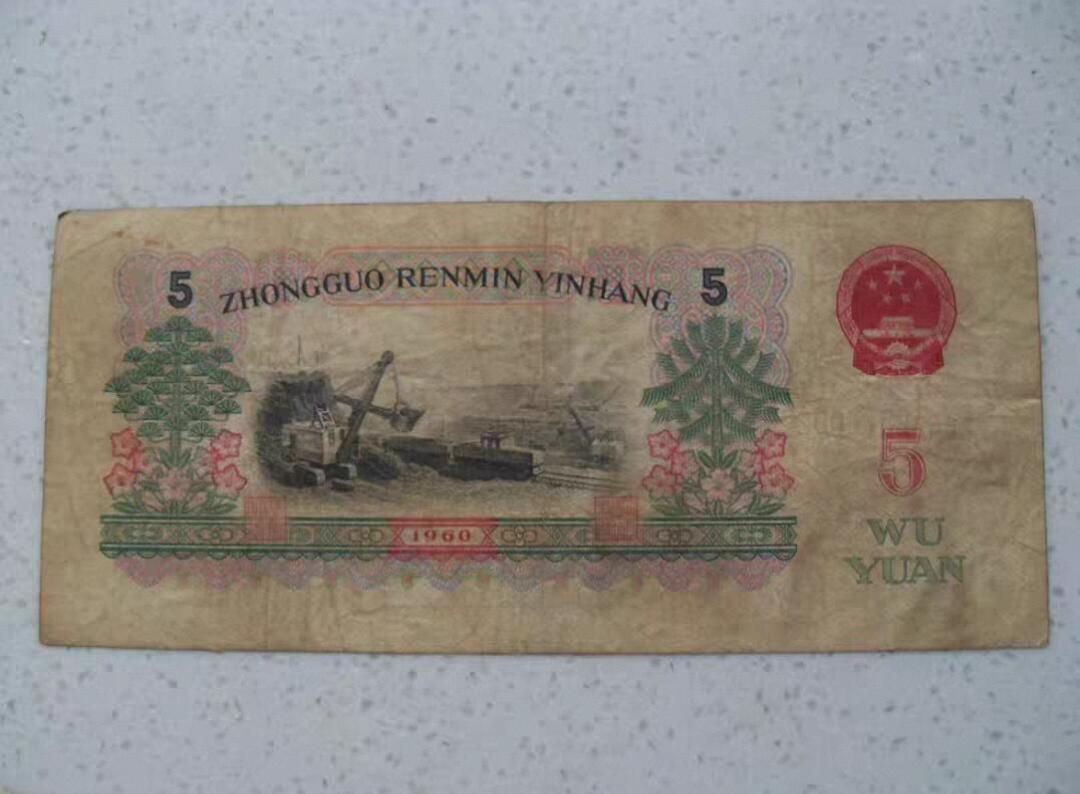 5 ZHONGGUO RENMIN YINHANG 5
1960
5
WU
YUAN